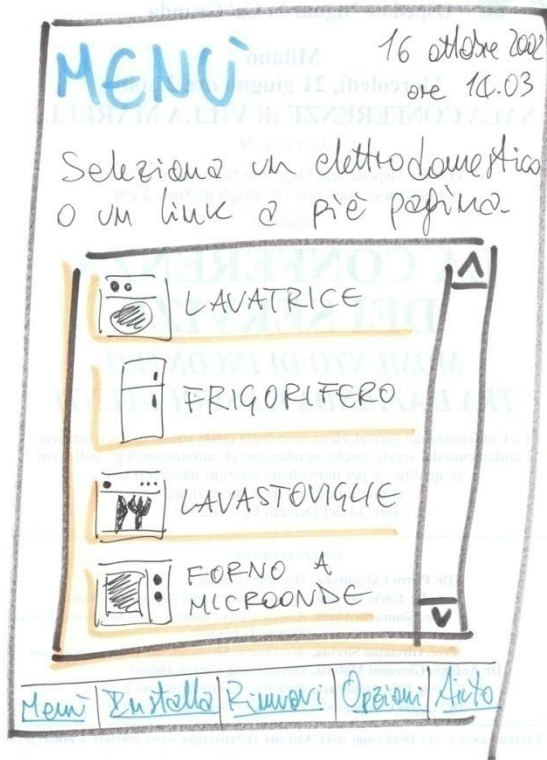 MENÙ
16 ottobre 2002
ore 14.03
Seleziona un elettrodomestico
o un link a piè pagina.
LAVATRICE
FRIGORIFERO
LAVASTOVIGLIE
FORNO A
MICROONDE
Menù Installa Rimuovi Opzioni Aiuto